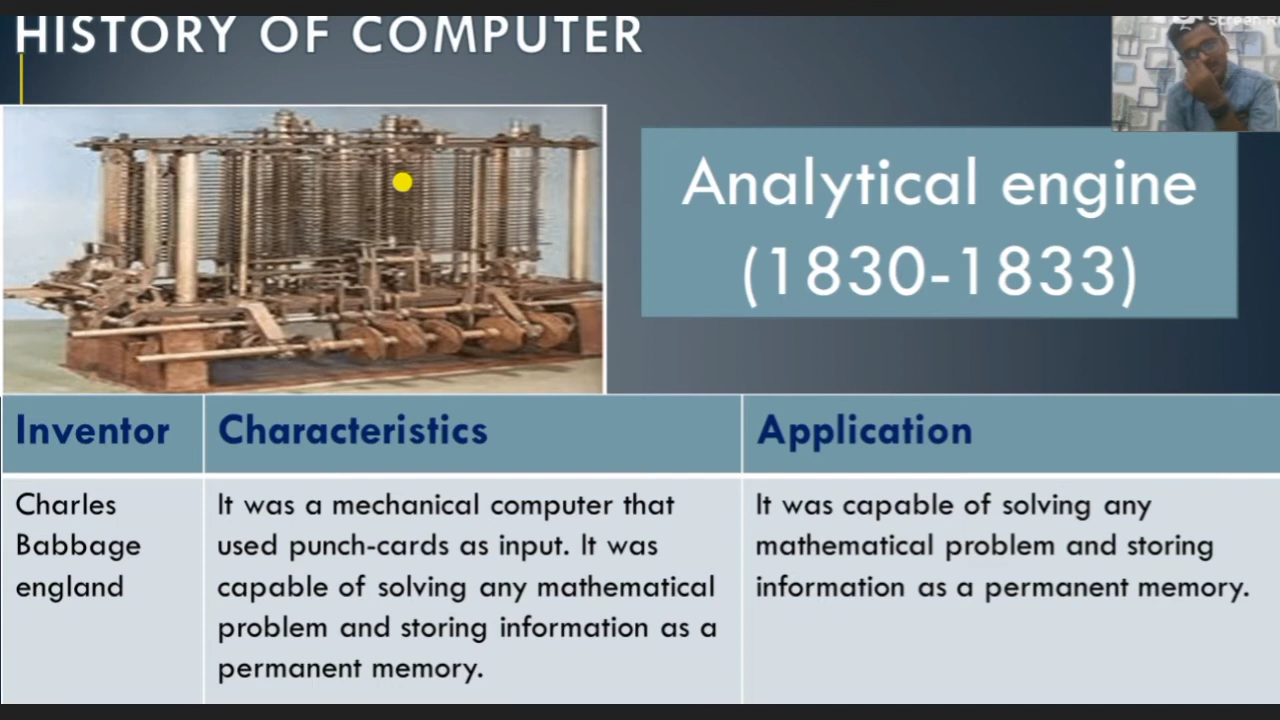 HISTORY OF COMPUTER
Screen R
Analytical engine
(1830-1833)
Inventor
Characteristics
Application
Charles
Babbage
england
It was a mechanical computer that
used punch-cards as input. It was
capable of solving any mathematical
problem and storing information as a
permanent memory.
It was capable of solving any
mathematical problem and storing
information as a permanent memory.